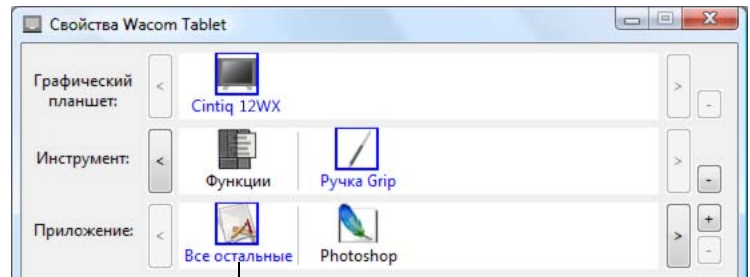 Свойства Wacom Tablet
Графический
планшет:
Cintiq 12WX
Инструмент:
Функции
Ручка Grip
Приложение:
Все остальные
Photoshop